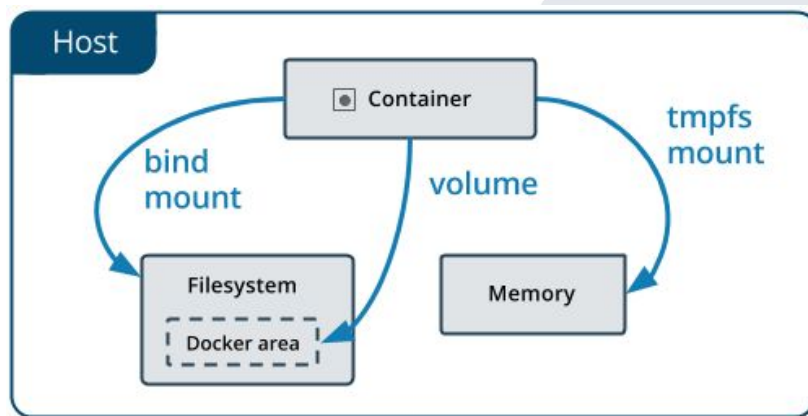 Host
Container
bind
mount
volume
tmpfs
mount
Filesystem
Docker area
Memory